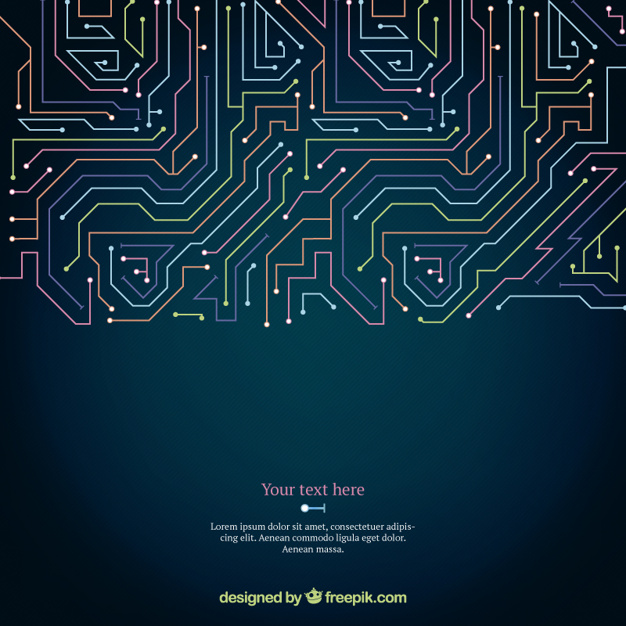 Your text here
Lorem ipsum dolor sit amet, consectetuer adipis-
cing elit. Aenean commodo ligula eget dolor.
Aenean massa.
designed by freepik.com